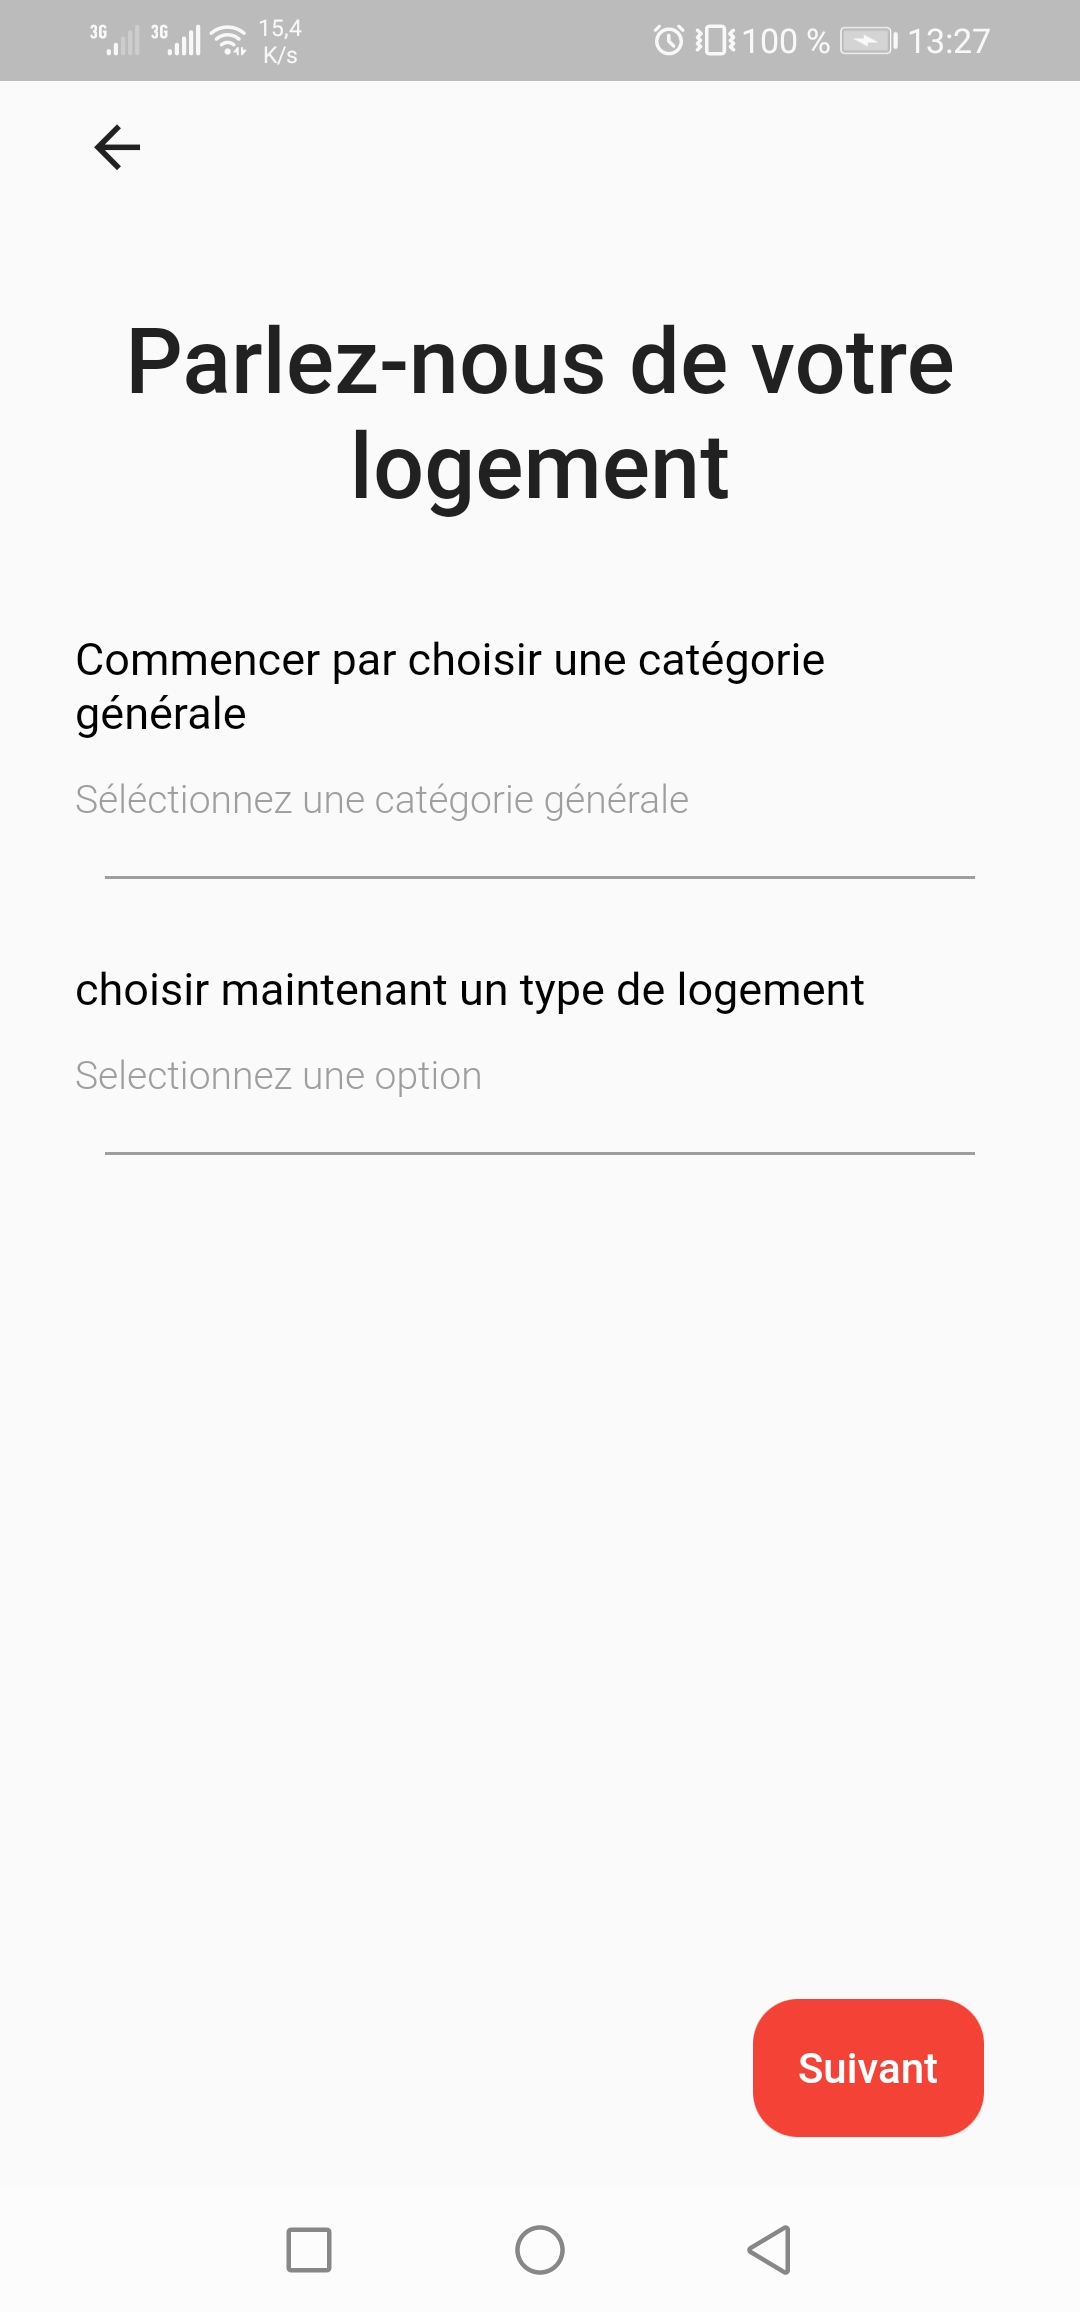 3G 3G 15,4 K/s 100 % 13:27
Parlez-nous de votre
logement
Commencer par choisir une catégorie
générale
Séléctionnez une catégorie générale
choisir maintenant un type de logement
Selectionnez une option
Suivant